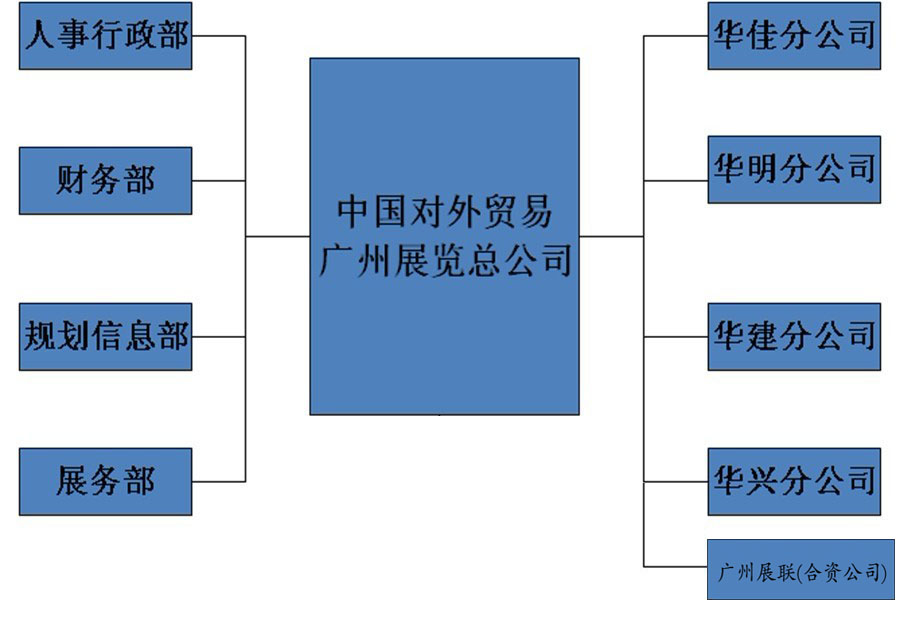 人事行政部
财务部
规划信息部
展务部
中国对外贸易
广州展览总公司
华佳分公司
华明分公司
华建分公司
华兴分公司
广州展联(合资公司)